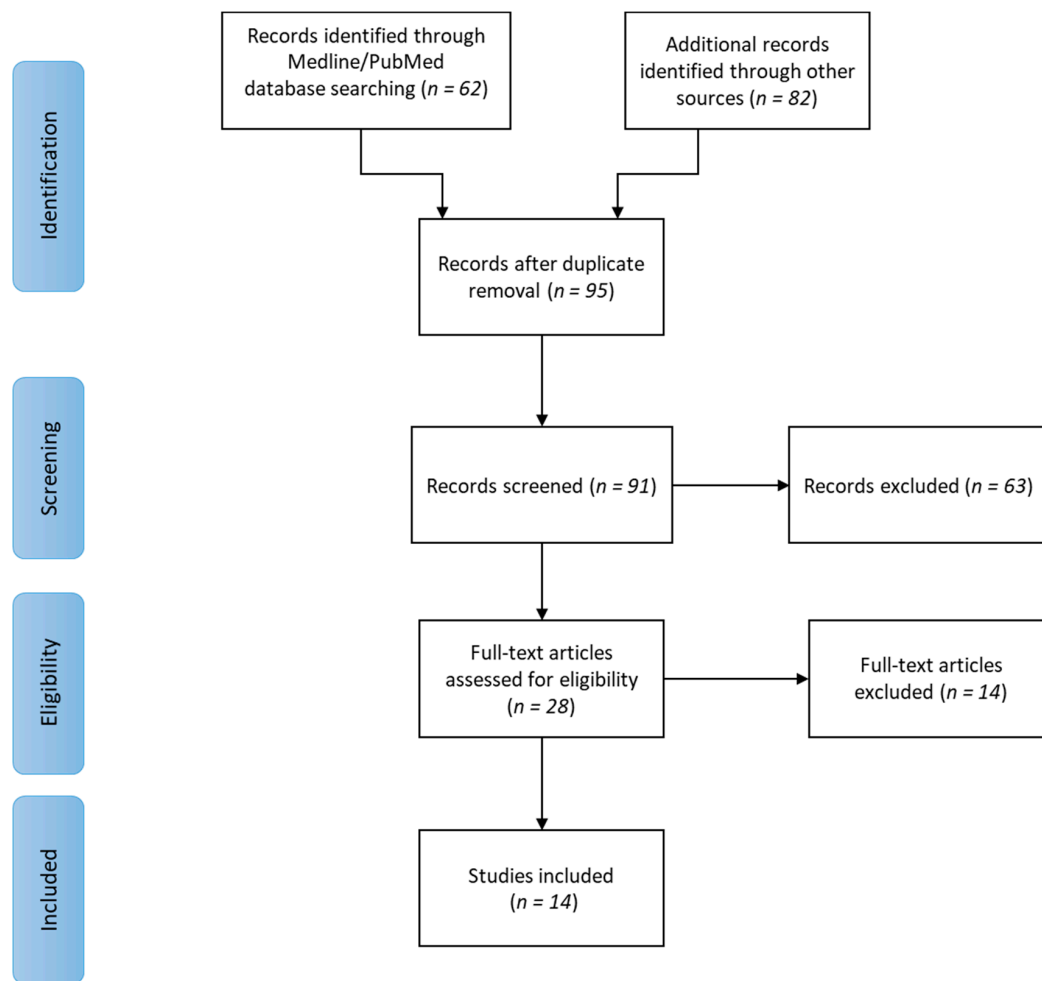 Identification
Records identified through
Medline/PubMed
database searching (n = 62)
Additional records
identified through other
sources (n = 82)
Records after duplicate
removal (n = 95)
Screening
Records screened (n = 91)
Records excluded (n = 63)
Eligibility
Full-text articles
assessed for eligibility
(n = 28)
Full-text articles
excluded (n = 14)
Included
Studies included
(n = 14)